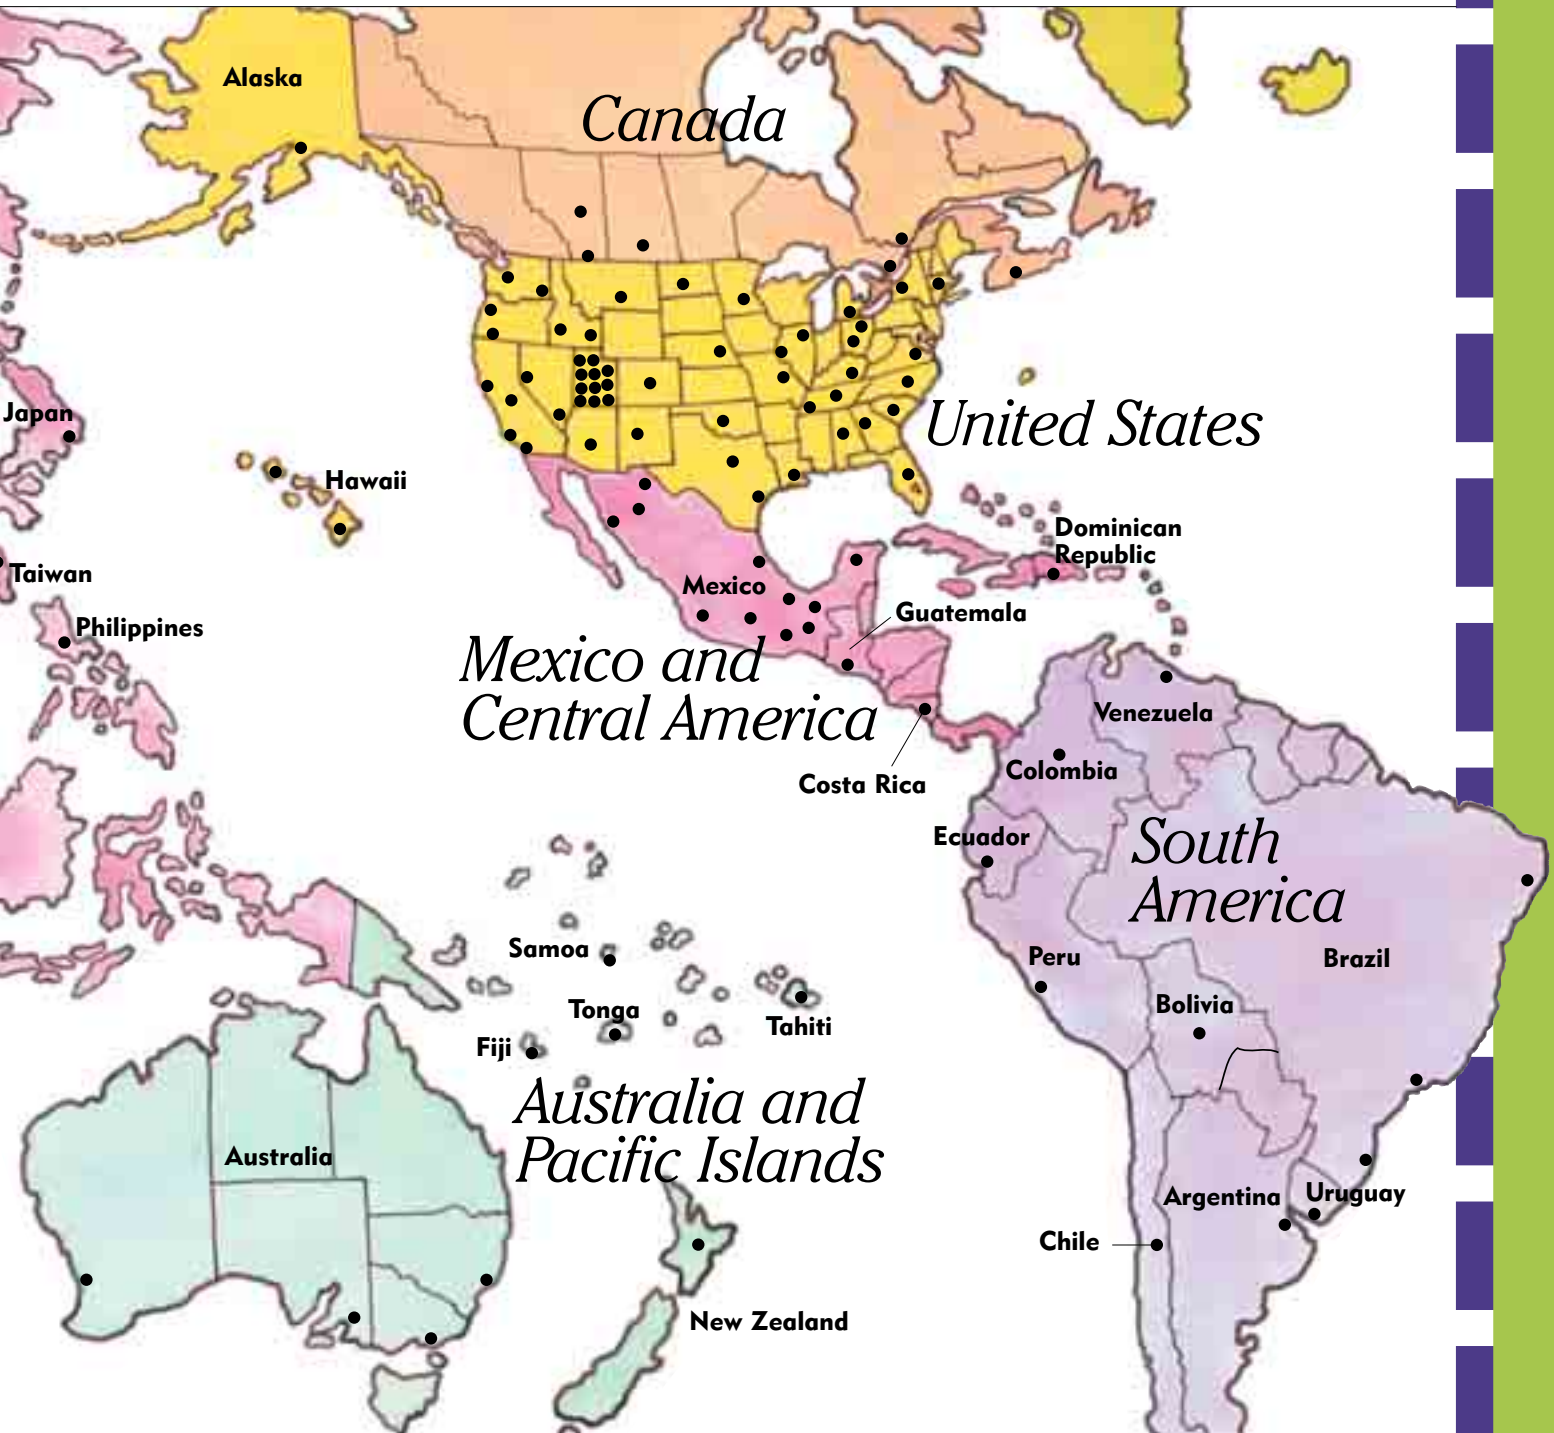 Alaska
Canada
Japan
Hawaii
United States
Taiwan
Dominican
Republic
Philippines
Mexico
Guatemala
Mexico and
Central America
Venezuela
Colombia
Costa Rica
Ecuador
South
America
Samoa
Peru
Brazil
Tonga
Tahiti
Bolivia
Fiji
Australia and
Pacific Islands
Australia
Argentina
Uruguay
Chile
New Zealand